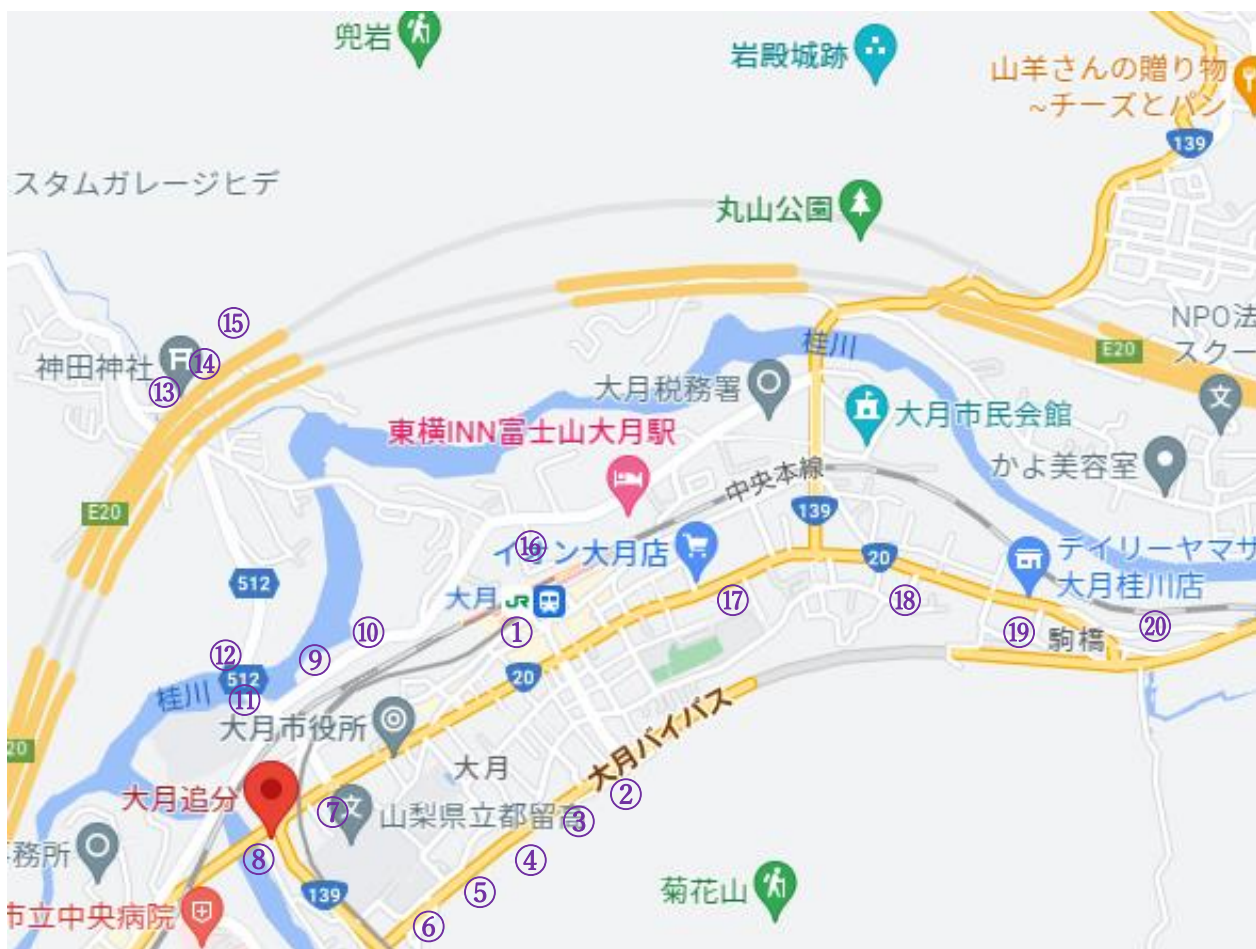 兜岩
岩殿城跡
山羊さんの贈り物
~チーズとパン
139
スタムガレージヒデ
丸山公園
NPO法
スクー
⑮
E20
桂川
神田神社
⑭
⑬
大月税務署
大月市民会館
東横INN富士山大月駅
かよ美容室
中央本線
E20
139
⑯
イオン大月店
20
デイリーヤマサ
大月桂川店
512
大月
JR
⑰
⑱
①
⑩
⑲
駒橋
⑳
⑫
⑨
512
20
桂川
⑪
大月市役所
大月バイパス
20
大月
大月追分
②
⑦
山梨県立都留高
③
務所
⑧
④
139
⑤
菊花山
市立中央病院
⑥